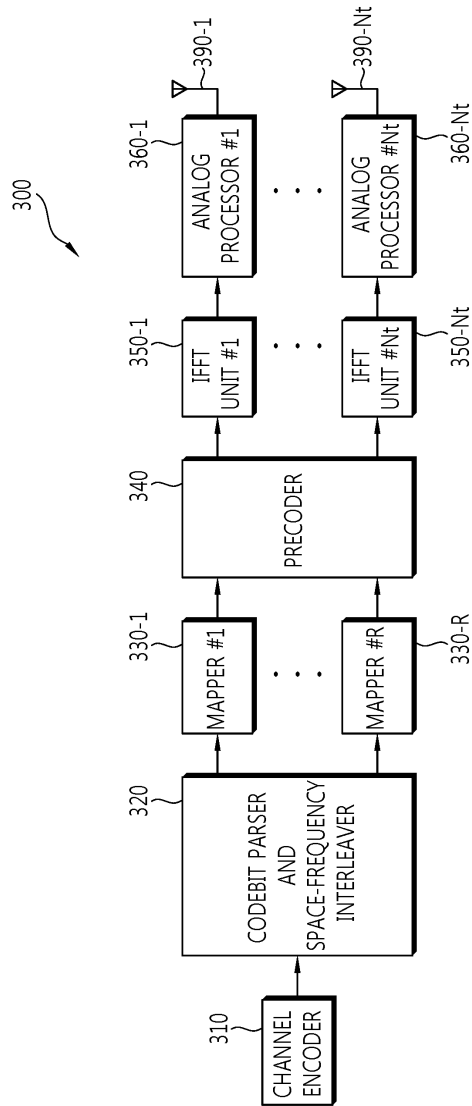 300
310
CHANNEL
ENCODER
320
CODEBIT PARSER
AND
SPACE-FREQUENCY
INTERLEAVER
330-1
MAPPER #1
MAPPER #R
330-R
340
PRECODER
350-1
IFFT
UNIT #1
IFFT
UNIT #Nt
350-Nt
360-1
ANALOG
PROCESSOR #1
ANALOG
PROCESSOR #Nt
360-Nt
390-1
390-Nt